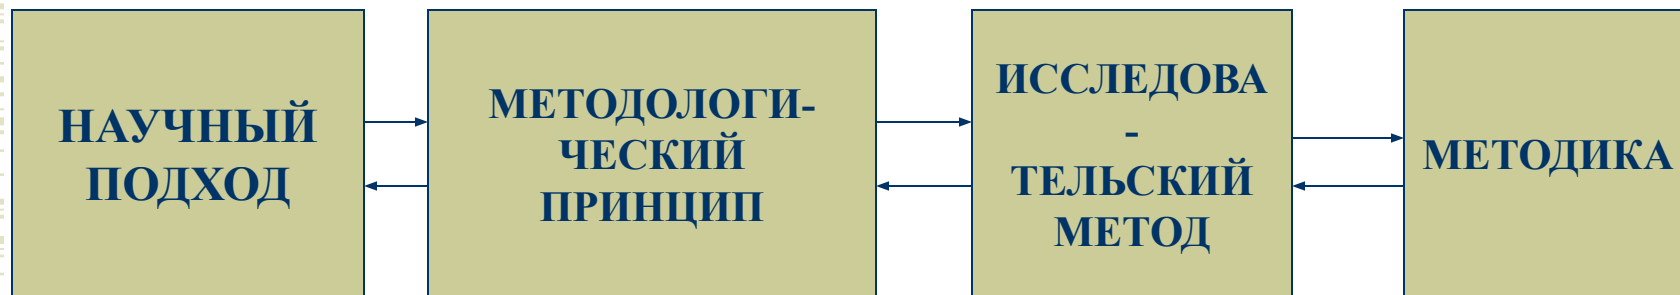 НАУЧНЫЙ
ПОДХОД
МЕТОДОЛОГИ-
ЧЕСКИЙ
ПРИНЦИП
ИССЛЕДОВА
-
ТЕЛЬСКИЙ
МЕТОД
МЕТОДИКА